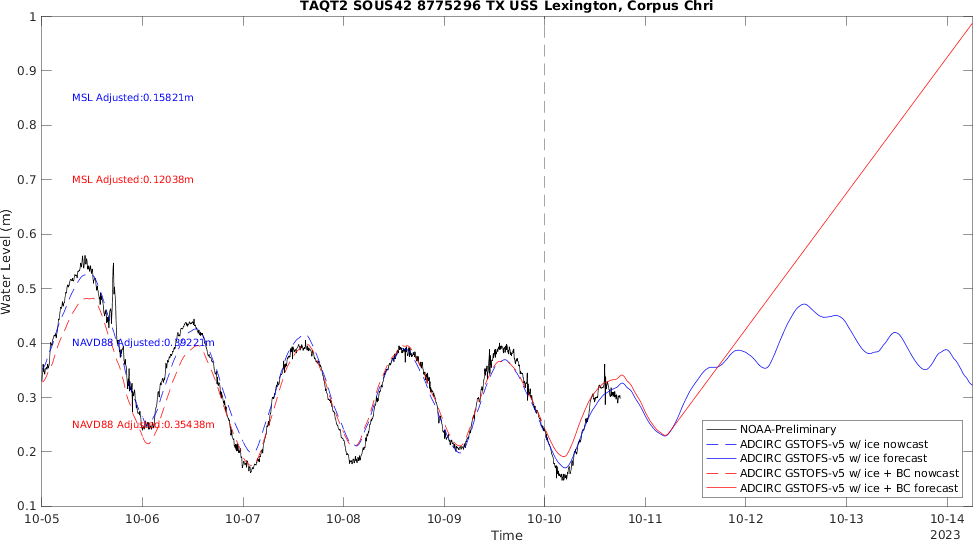 TAQT2 SOUS42 8775296 TX USS Lexington, Corpus Chri
1
0.9
MSL Adjusted:0.15821m
0.8
0.7
MSL Adjusted:0.12038m
0.6
Water Level (m)
0.5
0.4
NAVD88 Adjusted:0.39221m
0.3
NAVD88 Adjusted:0.35438m
0.2
0.1
NOAA-Preliminary
ADCIRC GSTOFS-v5 w/ ice nowcast
ADCIRC GSTOFS-v5 w/ ice forecast
ADCIRC GSTOFS-v5 w/ ice + BC nowcast
ADCIRC GSTOFS-v5 w/ ice + BC forecast
10-05 10-06 10-07 10-08 10-09 10-10 10-11 10-12 10-13 10-14
Time
2023